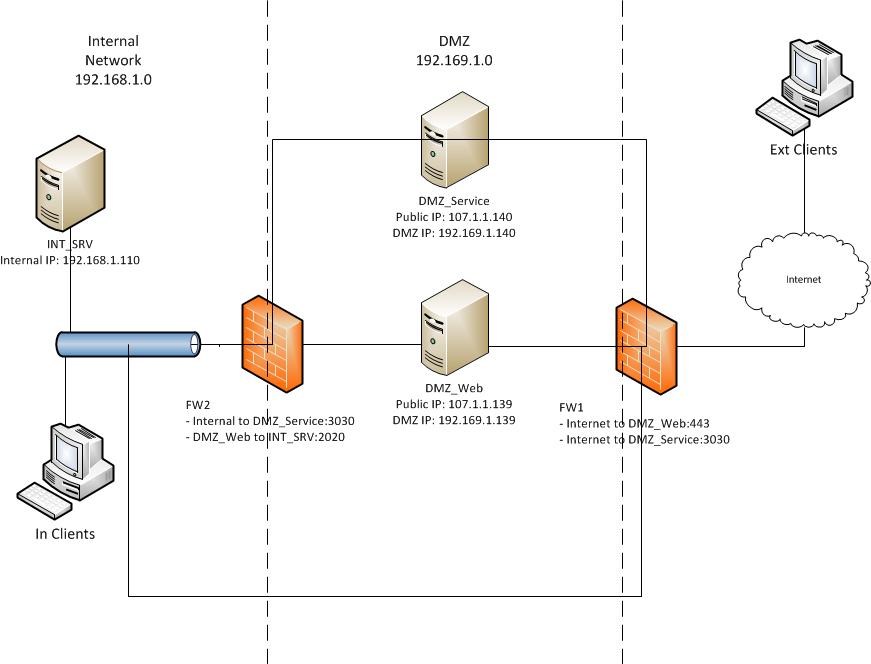 Internal
Network
192.168.1.0
DMZ
192.169.1.0
Ext Clients
INT_SRV
Internal IP: 192.168.1.110
DMZ_Service
Public IP: 107.1.1.140
DMZ IP: 192.169.1.140
Internet
DMZ_Web
Public IP: 107.1.1.139
DMZ IP: 192.169.1.139
FW2
- Internal to DMZ_Service:3030
- DMZ_Web to INT_SRV:2020
FW1
- Internet to DMZ_Web:443
- Internet to DMZ_Service:3030
In Clients